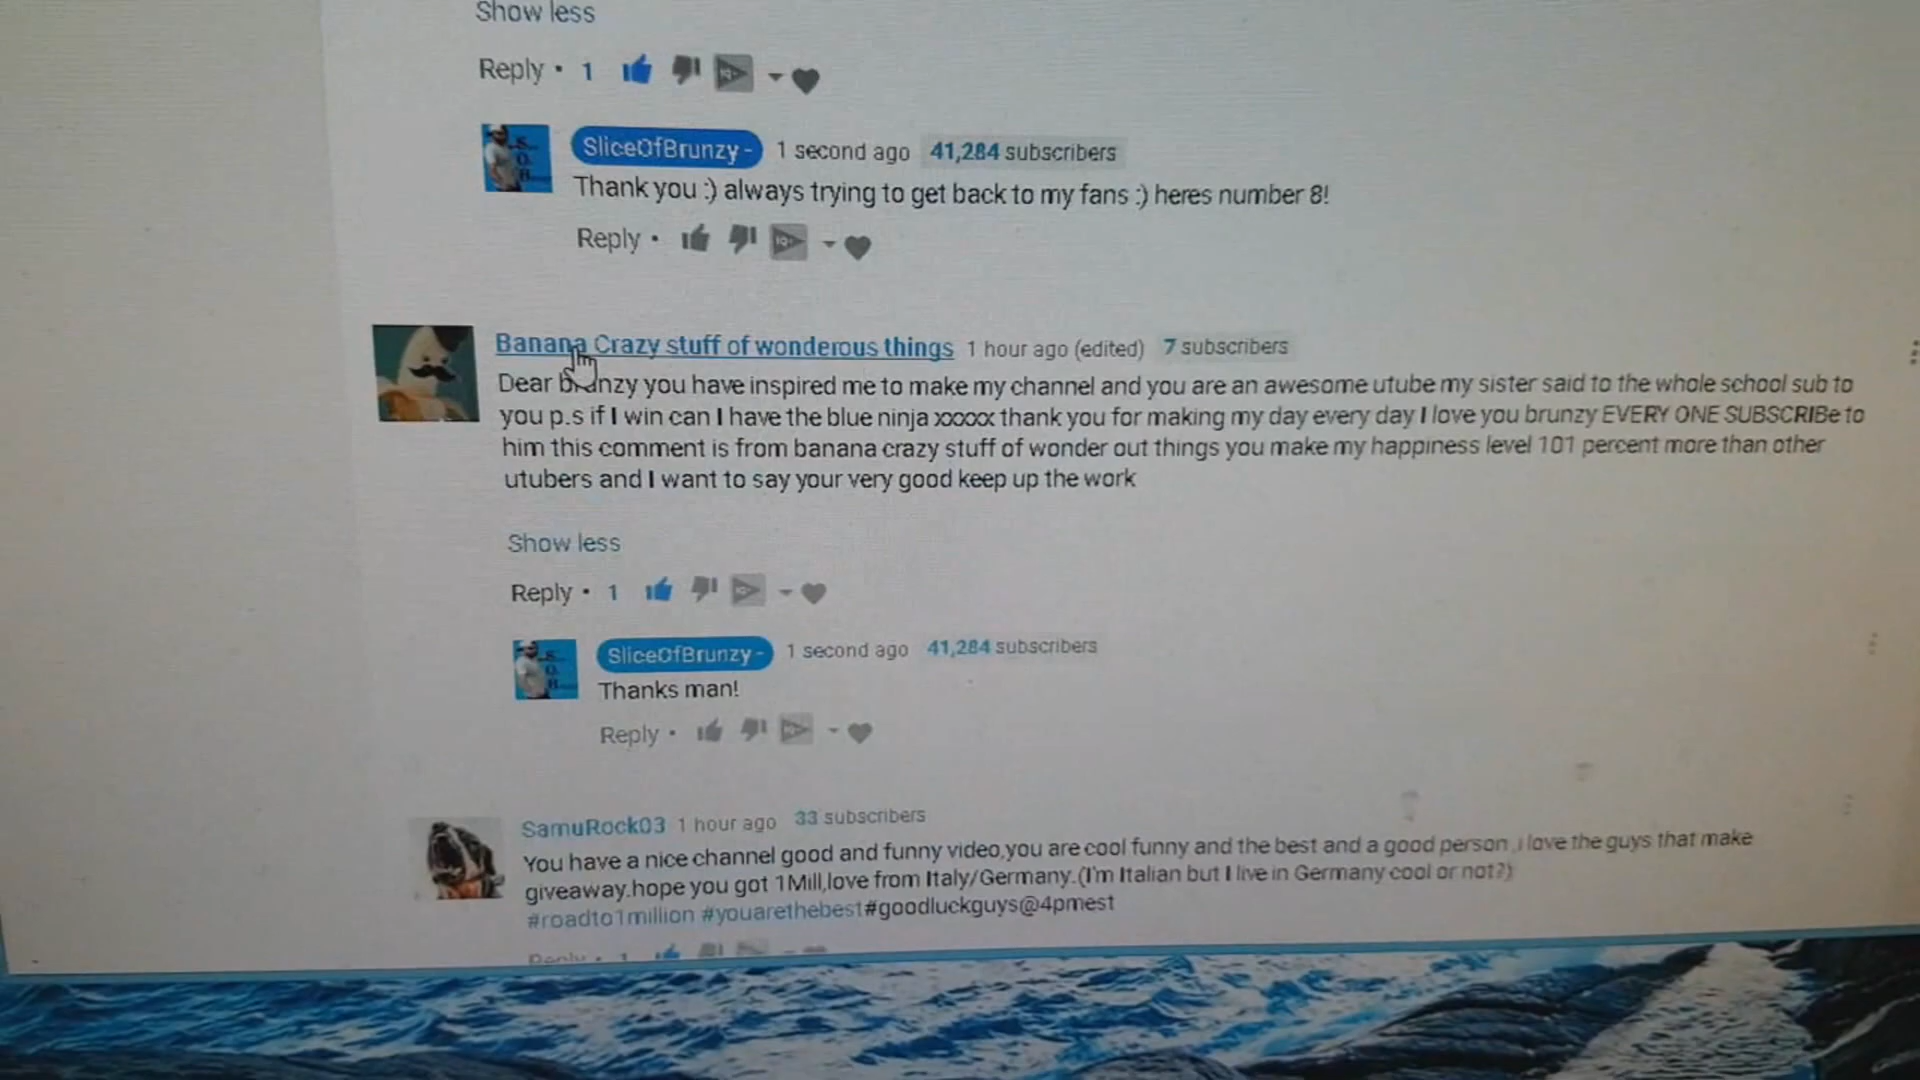 Show less
Reply • 1
SliceOfBrunzy - 1 second ago 41,284 subscribers
Thank you :) always trying to get back to my fans :) heres number 8!
Reply •
Banana Crazy stuff of wonderous things 1 hour ago (edited) 7 subscribers
Dear brunzy you have inspired me to make my channel and you are an awesome utube my sister said to the whole school sub to
you p.s if I win can I have the blue ninja xxxxx thank you for making my day every day I love you brunzy EVERY ONE SUBSCRIBe to
him this comment is from banana crazy stuff of wonder out things you make my happiness level 101 percent more than other
utubers and I want to say your very good keep up the work
Show less
Reply • 1
SliceOfBrunzy - 1 second ago 41,284 subscribers
Thanks man!
Reply •
SamuRock03 1 hour ago 33 subscribers
You have a nice channel good and funny video,you are cool funny and the best and a good person ,i love the guys that make
giveaway.hope you got 1Mill,love from Italy/Germany.(I'm Italian but I live in Germany cool or not?)
#roadto1million #youarethebest#goodluckguys@4pmest
Reply • 1